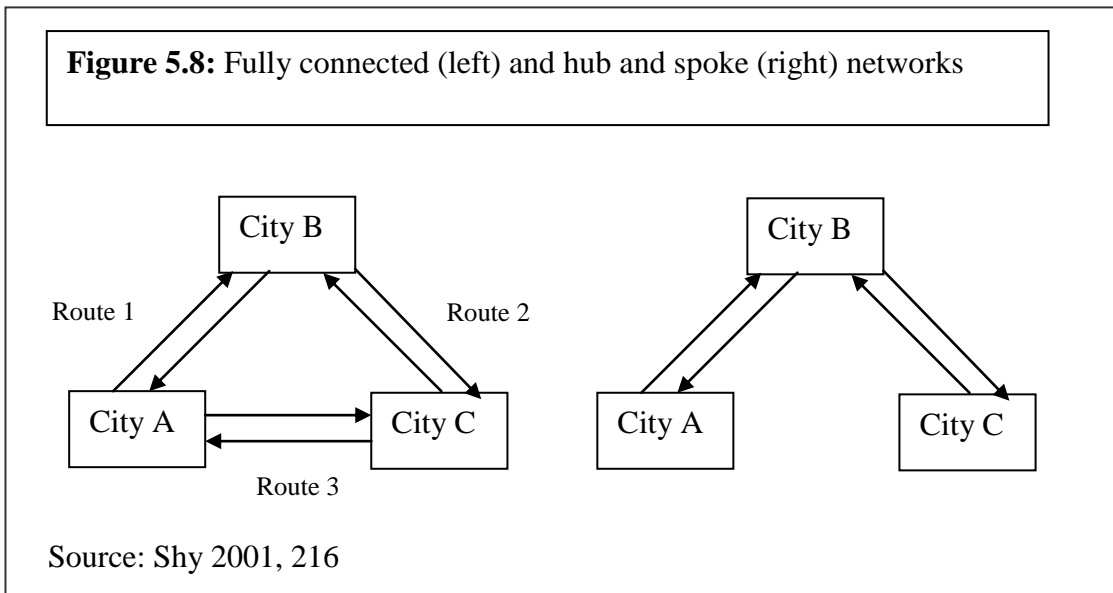 Figure 5.8: Fully connected (left) and hub and spoke (right) networks
City B
City B
Route 1
Route 2
City A
City C
City A
City C
Route 3
Source: Shy 2001, 216